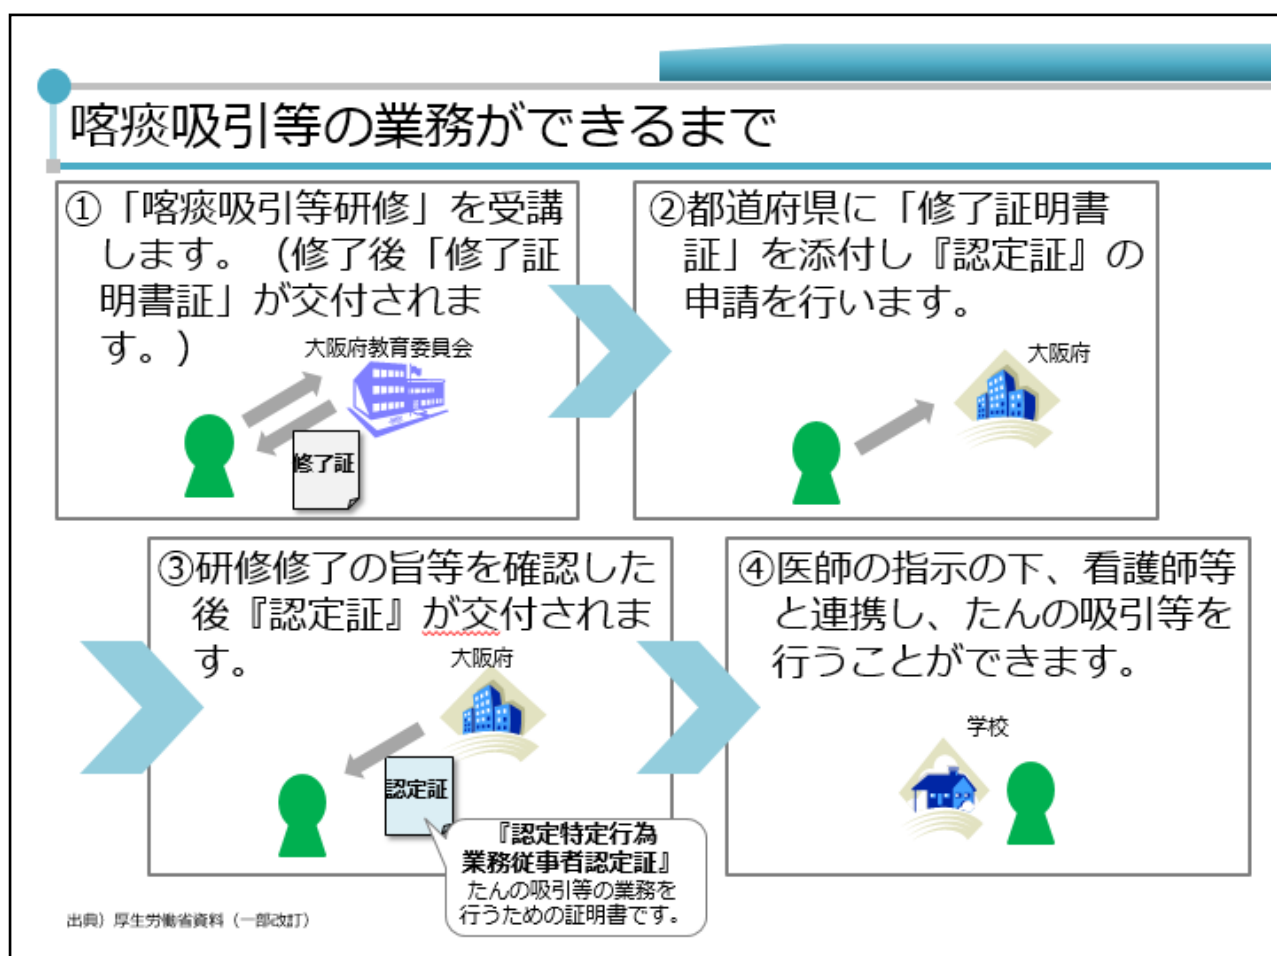 喀痰吸引等の業務ができるまで
①「喀痰吸引等研修」を受講
します。（修了後「修了証
明書証」が交付されま
す。）
大阪府教育委員会
修了証
②都道府県に「修了証明書
証」を添付し『認定証』の
申請を行います。
大阪府
③研修修了の旨等を確認した
後『認定証』が交付されま
す。
大阪府
認定証
『認定特定行為
業務従事者認定証』
たんの吸引等の業務を
行うための証明書です。
④医師の指示の下、看護師等
と連携し、たんの吸引等を
行うことができます。
学校
出典）厚生労働省資料（一部改訂）